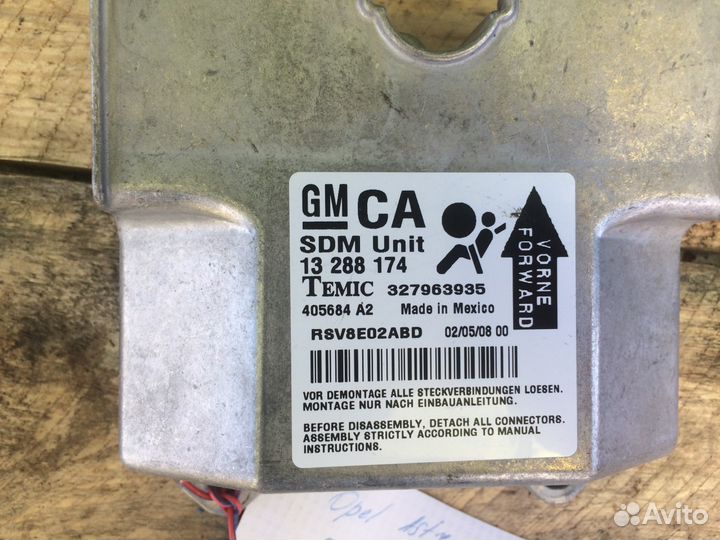 GM CA
SDM Unit
13 288 174
TEMIC 327963935
405684 A2 Made in Mexico
RSV8E02ABD 02/05/08 00
VORNE
FORWARD
VOR DEMONTAGE ALLE STECKVERBINDUNGEN LOESEN.
MONTAGE NUR NACH EINBAUANLEITUNG.
BEFORE DISASSEMBLY, DETACH ALL CONNECTORS.
ASSEMBLY STRICTLY ACCORDING TO MANUAL
INSTRUCTIONS.
Opel
Avito